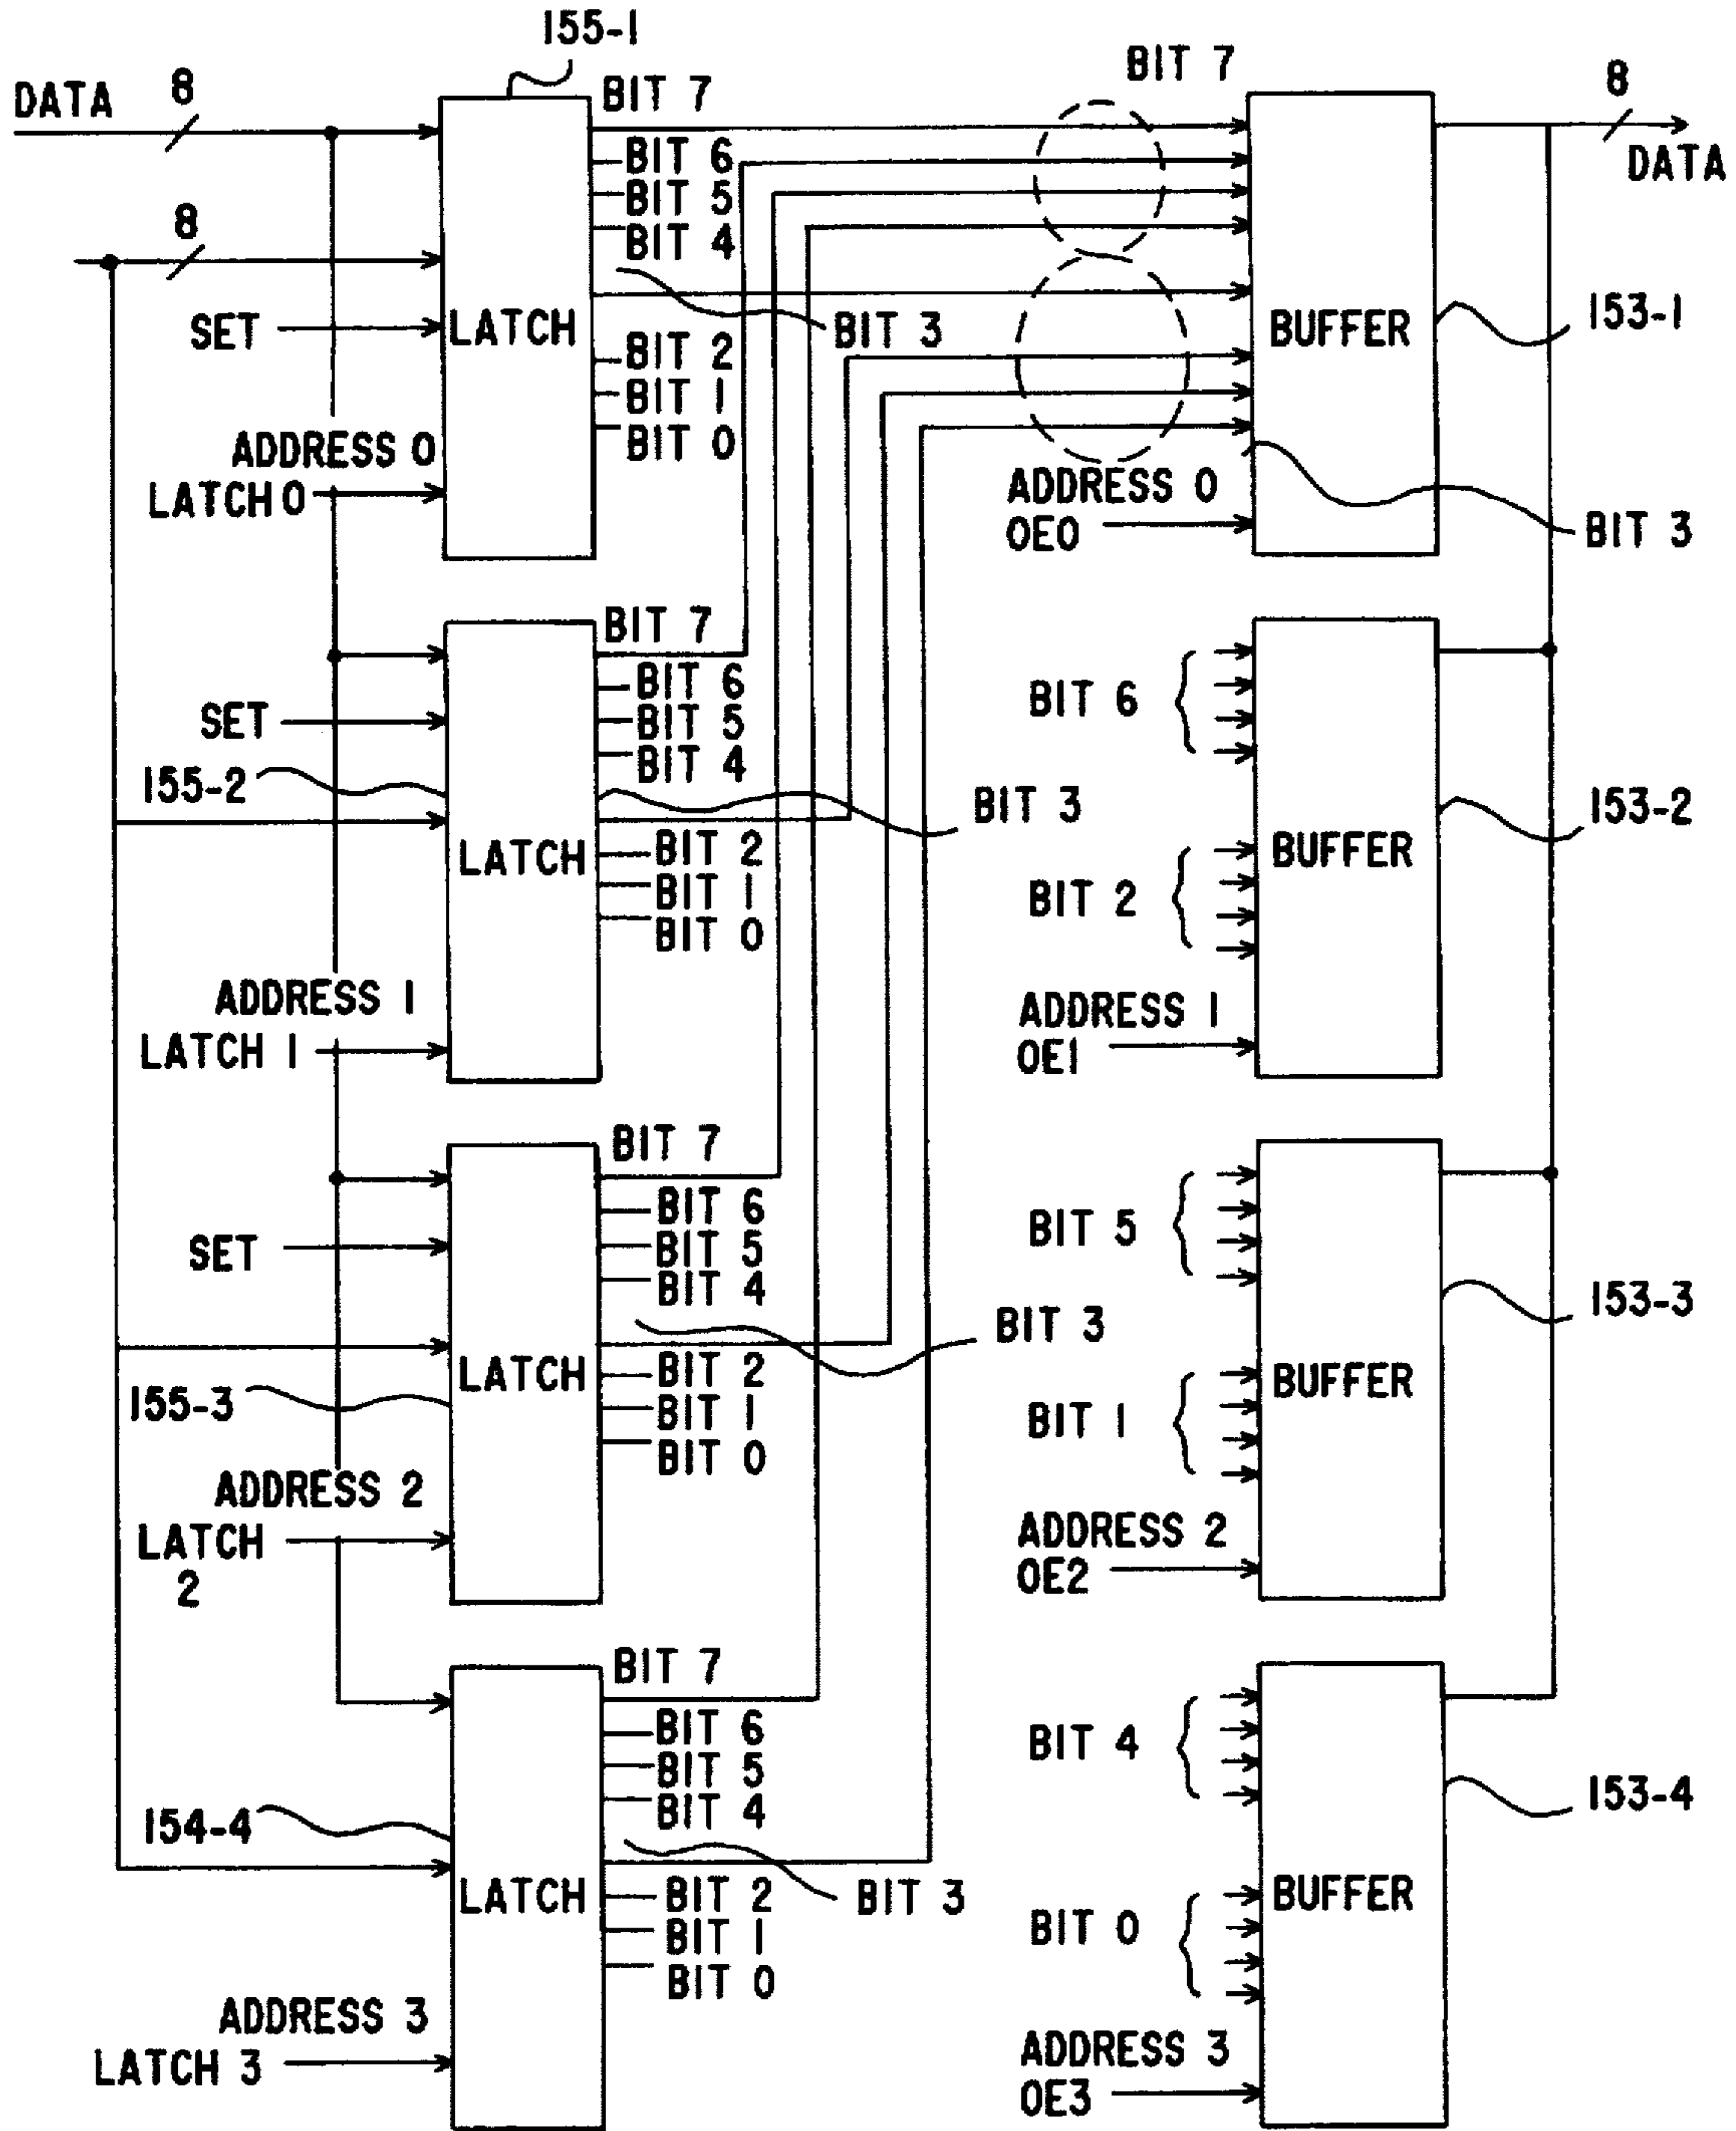 155-1
DATA
8
BIT 7
BIT 6
BIT 5
BIT 4
8
SET
LATCH
BIT 3
BIT 2
BIT 1
BIT 0
ADDRESS 0
LATCH 0
BIT 7
8
DATA
BUFFER
153-1
ADDRESS 0
OE0
BIT 3
BIT 7
BIT 6
BIT 5
BIT 4
SET
155-2
LATCH
BIT 3
BIT 2
BIT 1
BIT 0
ADDRESS 1
LATCH 1
BIT 6
BIT 2
BUFFER
153-2
ADDRESS 1
OE1
BIT 7
BIT 6
BIT 5
BIT 4
SET
LATCH
BIT 3
BIT 2
BIT 1
BIT 0
155-3
ADDRESS 2
LATCH
2
BIT 5
BIT 1
BUFFER
153-3
ADDRESS 2
OE2
BIT 7
BIT 6
BIT 5
BIT 4
154-4
LATCH
BIT 3
BIT 2
BIT 1
BIT 0
ADDRESS 3
LATCH 3
BIT 4
BIT 0
BUFFER
153-4
ADDRESS 3
OE3